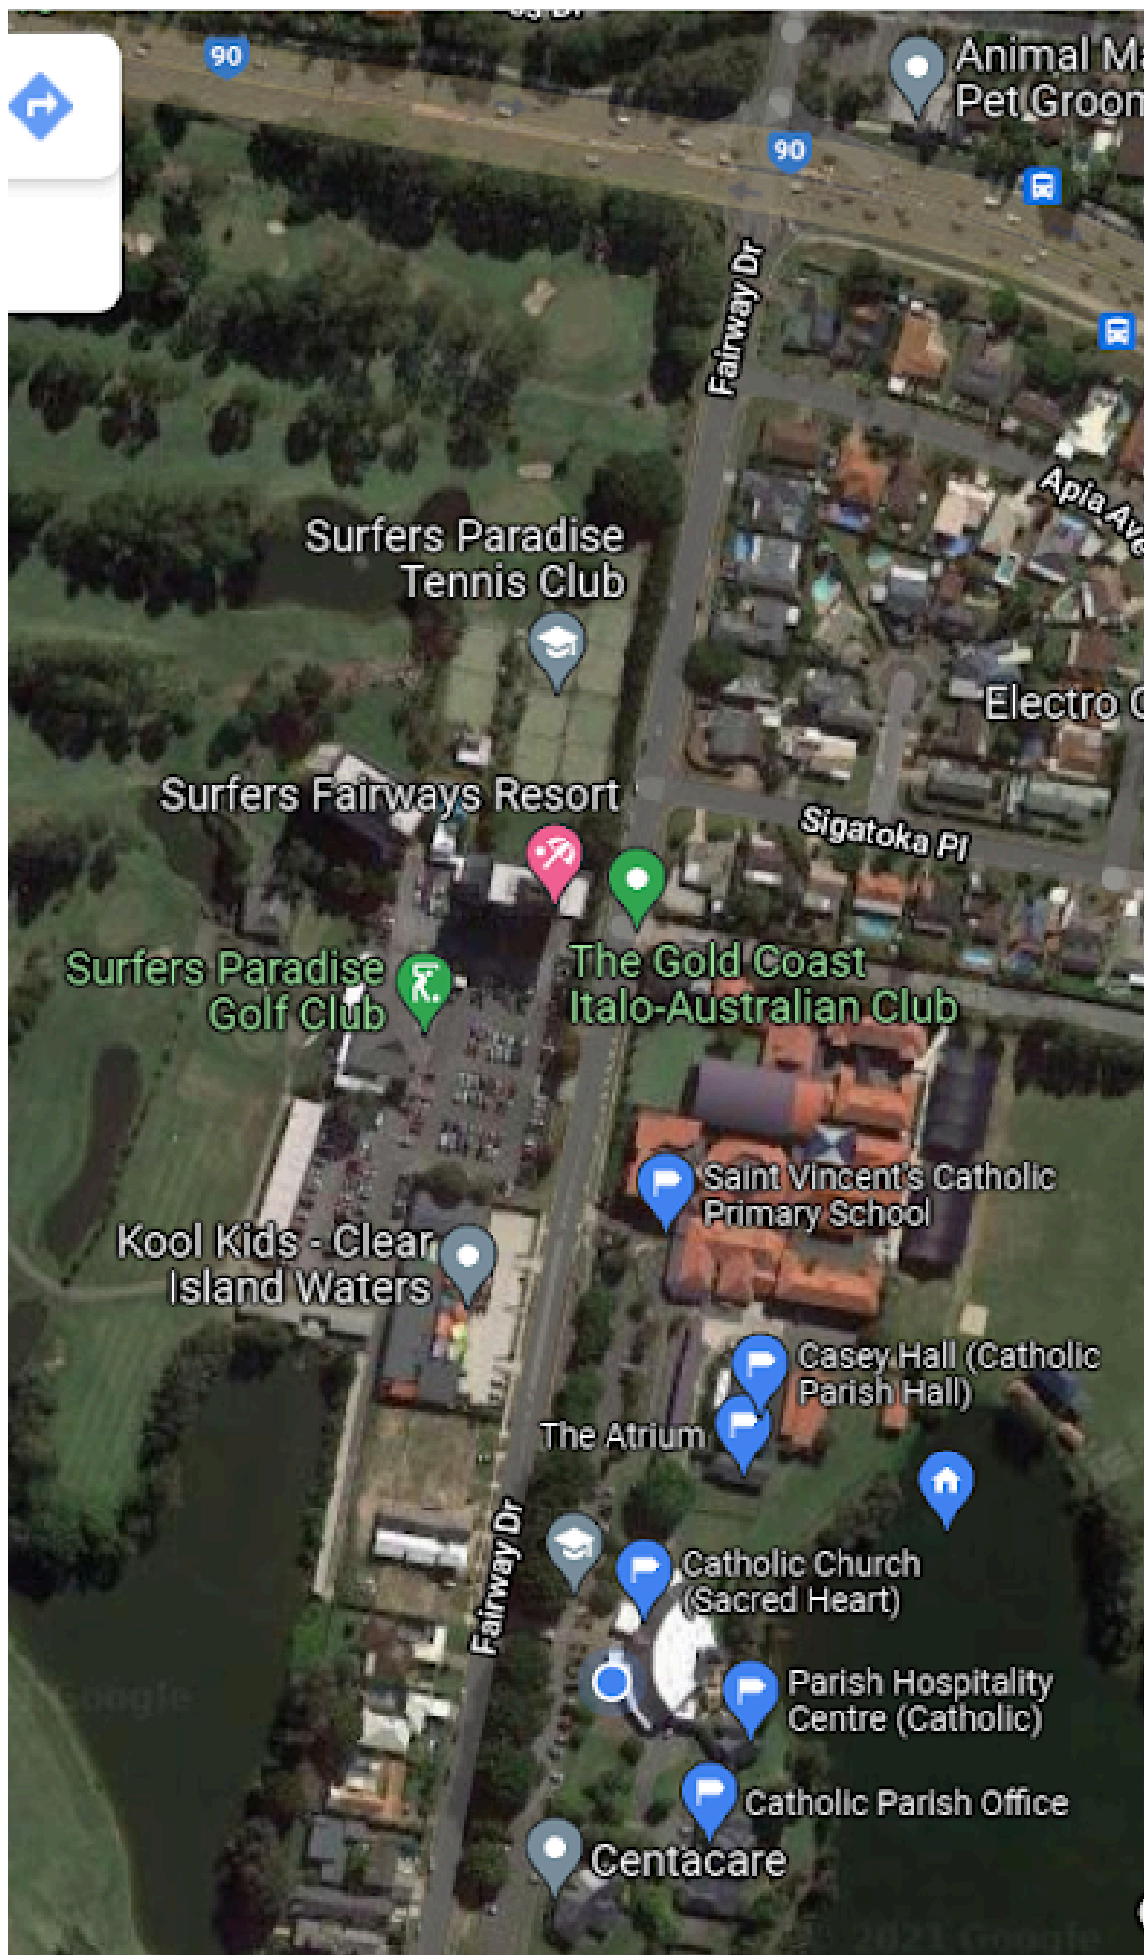 90
Animal Ma
Pet Groon
90
Fairway Dr
Apia Ave
Surfers Paradise
Tennis Club
Electro
Surfers Fairways Resort
Sigatoka Pl
Surfers Paradise
Golf Club
The Gold Coast
Italo-Australian Club
Saint Vincent's Catholic
Primary School
Kool Kids - Clear
Island Waters
Casey Hall (Catholic
Parish Hall)
The Atrium
Fairway Dr
Catholic Church
(Sacred Heart)
Google
Parish Hospitality
Centre (Catholic)
Catholic Parish Office
Centacare
2021 Google